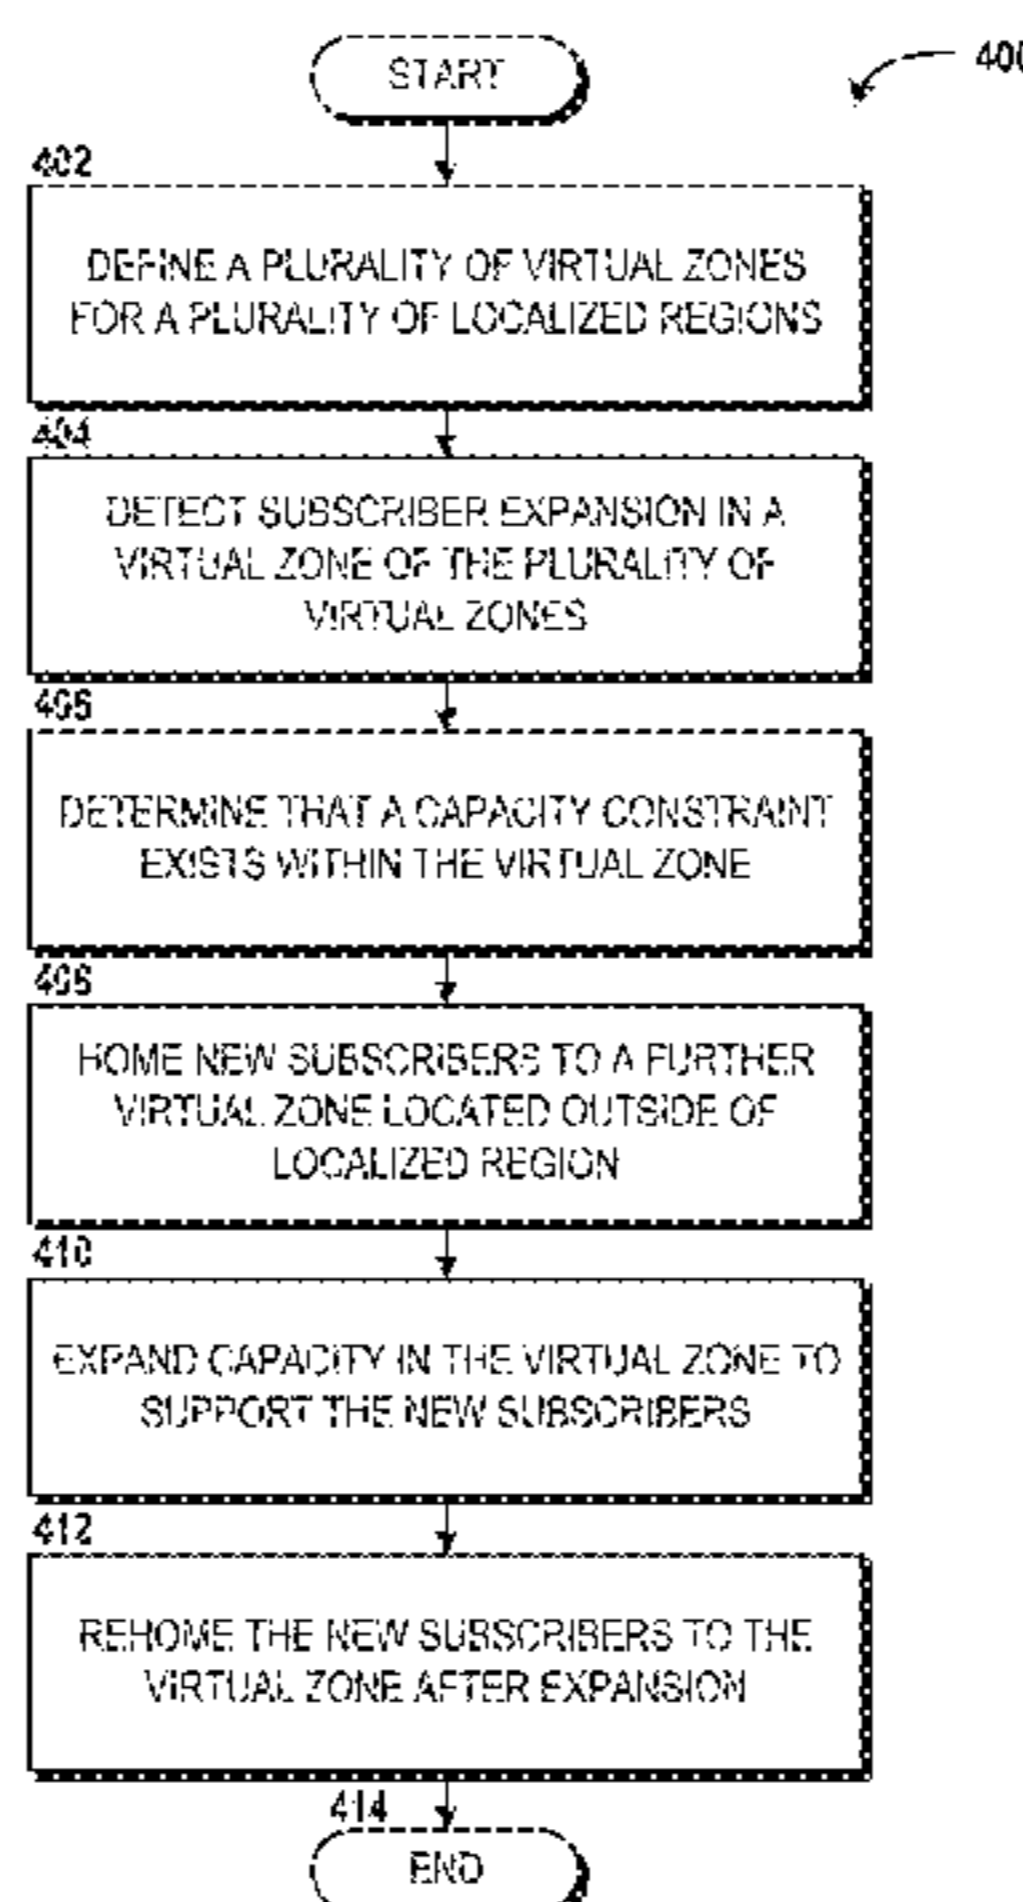 START
400
402
DEFINE A PLURALITY OF VIRTUAL ZONES
FOR A PLURALITY OF LOCALIZED REGIONS
404
DETECT SUBSCRIBER EXPANSION IN A
VIRTUAL ZONE OF THE PLURALITY OF
VIRTUAL ZONES
406
DETERMINE THAT A CAPACITY CONSTRAINT
EXISTS WITHIN THE VIRTUAL ZONE
408
HOME NEW SUBSCRIBERS TO A FURTHER
VIRTUAL ZONE LOCATED OUTSIDE OF
LOCALIZED REGION
410
EXPAND CAPACITY IN THE VIRTUAL ZONE TO
SUPPORT THE NEW SUBSCRIBERS
412
REHOME THE NEW SUBSCRIBERS TO THE
VIRTUAL ZONE AFTER EXPANSION
414
END